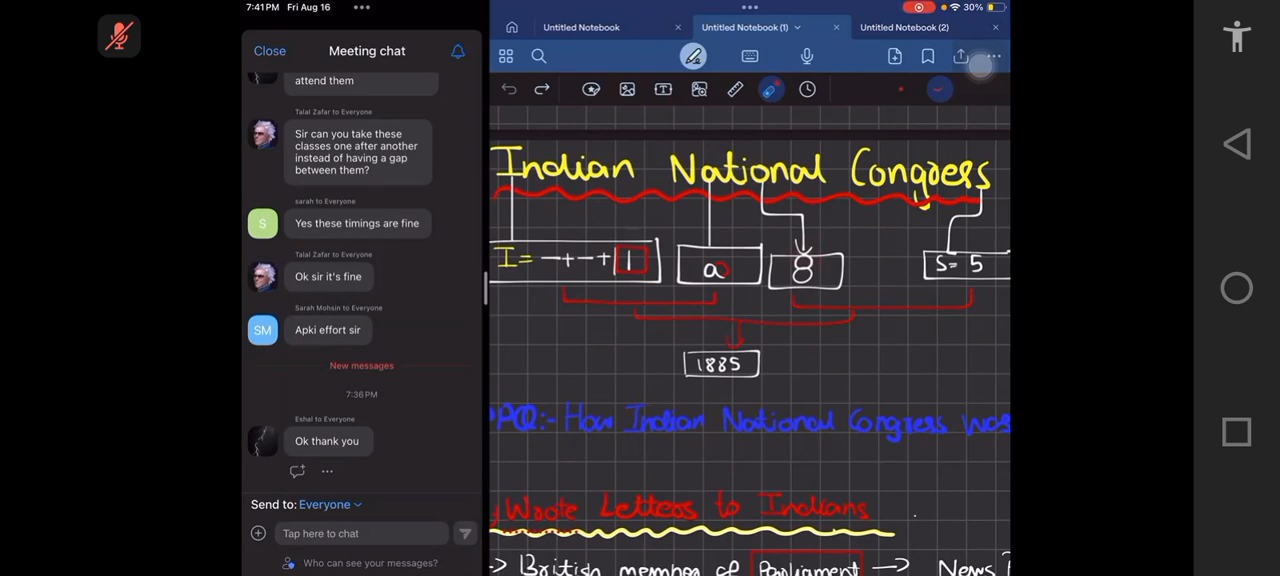 7:41 PM Fri Aug 16
30%
Close Meeting chat
attend them
Talal Zafar to Everyone
Sir can you take these
classes one after another
instead of having a gap
between them?
sarah to Everyone
S
Yes these timings are fine
Talal Zafar to Everyone
Ok sir it's fine
Sarah Mohsin to Everyone
SM
Apki effort sir
New messages
7:36 PM
Eshal to Everyone
Ok thank you
Send to: Everyone
Tap here to chat
Who can see your messages?
Untitled Notebook
Untitled Notebook (1)
Untitled Notebook (2)
Indian National Congress
I = 1
a
8
S= 5
1885
PQ:- How Indian National Congress was
Wrote Letters to Indians
British member of Parliament → News